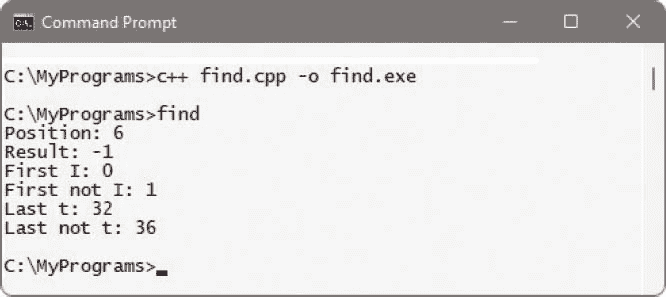 Command Prompt
C:\MyPrograms>c++ find.cpp -o find.exe
C:\MyPrograms>find
Position: 6
Result: -1
First I: 0
First not I: 1
Last t: 32
Last not t: 36
C:\MyPrograms>